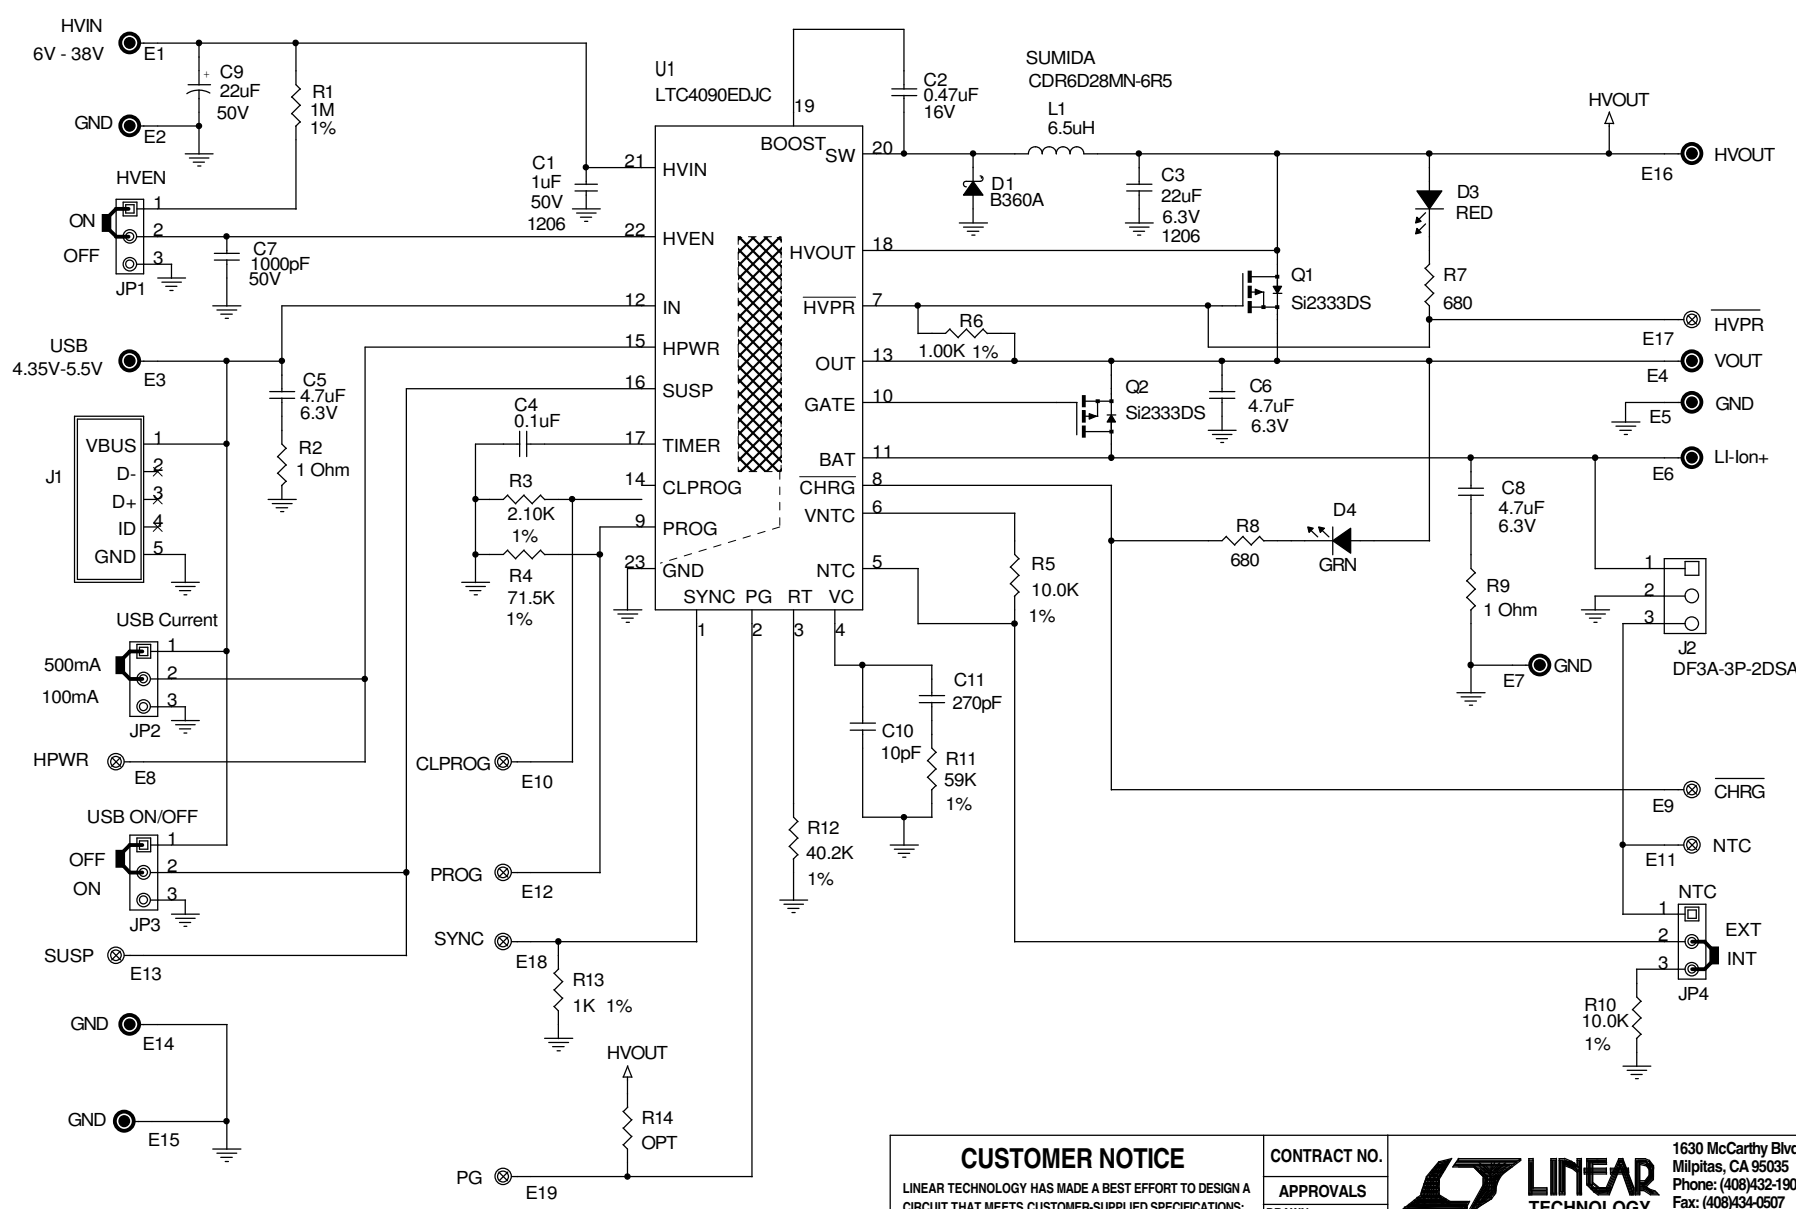 HVIN
6V - 38V
E1
C9
22uF
50V
+
R1
1M
1%
GND
E2
HVEN
ON
OFF
1
2
3
JP1
C7
1000pF
50V
C1
1uF
50V
1206
USB
4.35V-5.5V
E3
C5
4.7uF
6.3V
R2
1 Ohm
J1
VBUS
D-
D+
ID
GND
1
2
3
4
5
USB Current
500mA
100mA
1
2
3
JP2
HPWR
E8
USB ON/OFF
OFF
ON
1
2
3
JP3
SUSP
E13
GND
E14
GND
E15
U1
LTC4090EDJC
19
BOOST
21
HVIN
22
HVEN
12
IN
15
HPWR
16
SUSP
17
TIMER
14
CLPROG
9
PROG
23
GND
SYNC
PG
RT
VC
1
2
3
4
SW
20
HVOUT
18
HVPR
7
OUT
13
GATE
10
BAT
11
CHRG
8
VNTC
6
NTC
5
C4
0.1uF
R3
2.10K
1%
R4
71.5K
1%
CLPROG
E10
PROG
E12
SYNC
E18
R13
1K 1%
HVOUT
R14
OPT
PG
E19
C2
0.47uF
16V
SUMIDA
CDR6D28MN-6R5
L1
6.5uH
D1
B360A
C3
22uF
6.3V
1206
HVOUT
HVOUT
E16
D3
RED
R7
680
Q1
Si2333DS
R6
1.00K 1%
HVPR
E17
VOUT
E4
Q2
Si2333DS
C6
4.7uF
6.3V
GND
E5
LI-Ion+
E6
C8
4.7uF
6.3V
R8
680
D4
GRN
R5
10.0K
1%
R9
1 Ohm
1
2
3
J2
DF3A-3P-2DSA
GND
E7
C11
270pF
C10
10pF
R11
59K
1%
R12
40.2K
1%
CHRG
E9
NTC
E11
NTC
1
2
3
EXT
INT
JP4
R10
10.0K
1%
CUSTOMER NOTICE
LINEAR TECHNOLOGY HAS MADE A BEST EFFORT TO DESIGN A
CIRCUIT THAT MEETS CUSTOMER-SUPPLIED SPECIFICATIONS;
CONTRACT NO.
APPROVALS
LINEAR
TECHNOLOGY
1630 McCarthy Blvd
Milpitas, CA 95035
Phone: (408)432-190
Fax: (408)434-0507